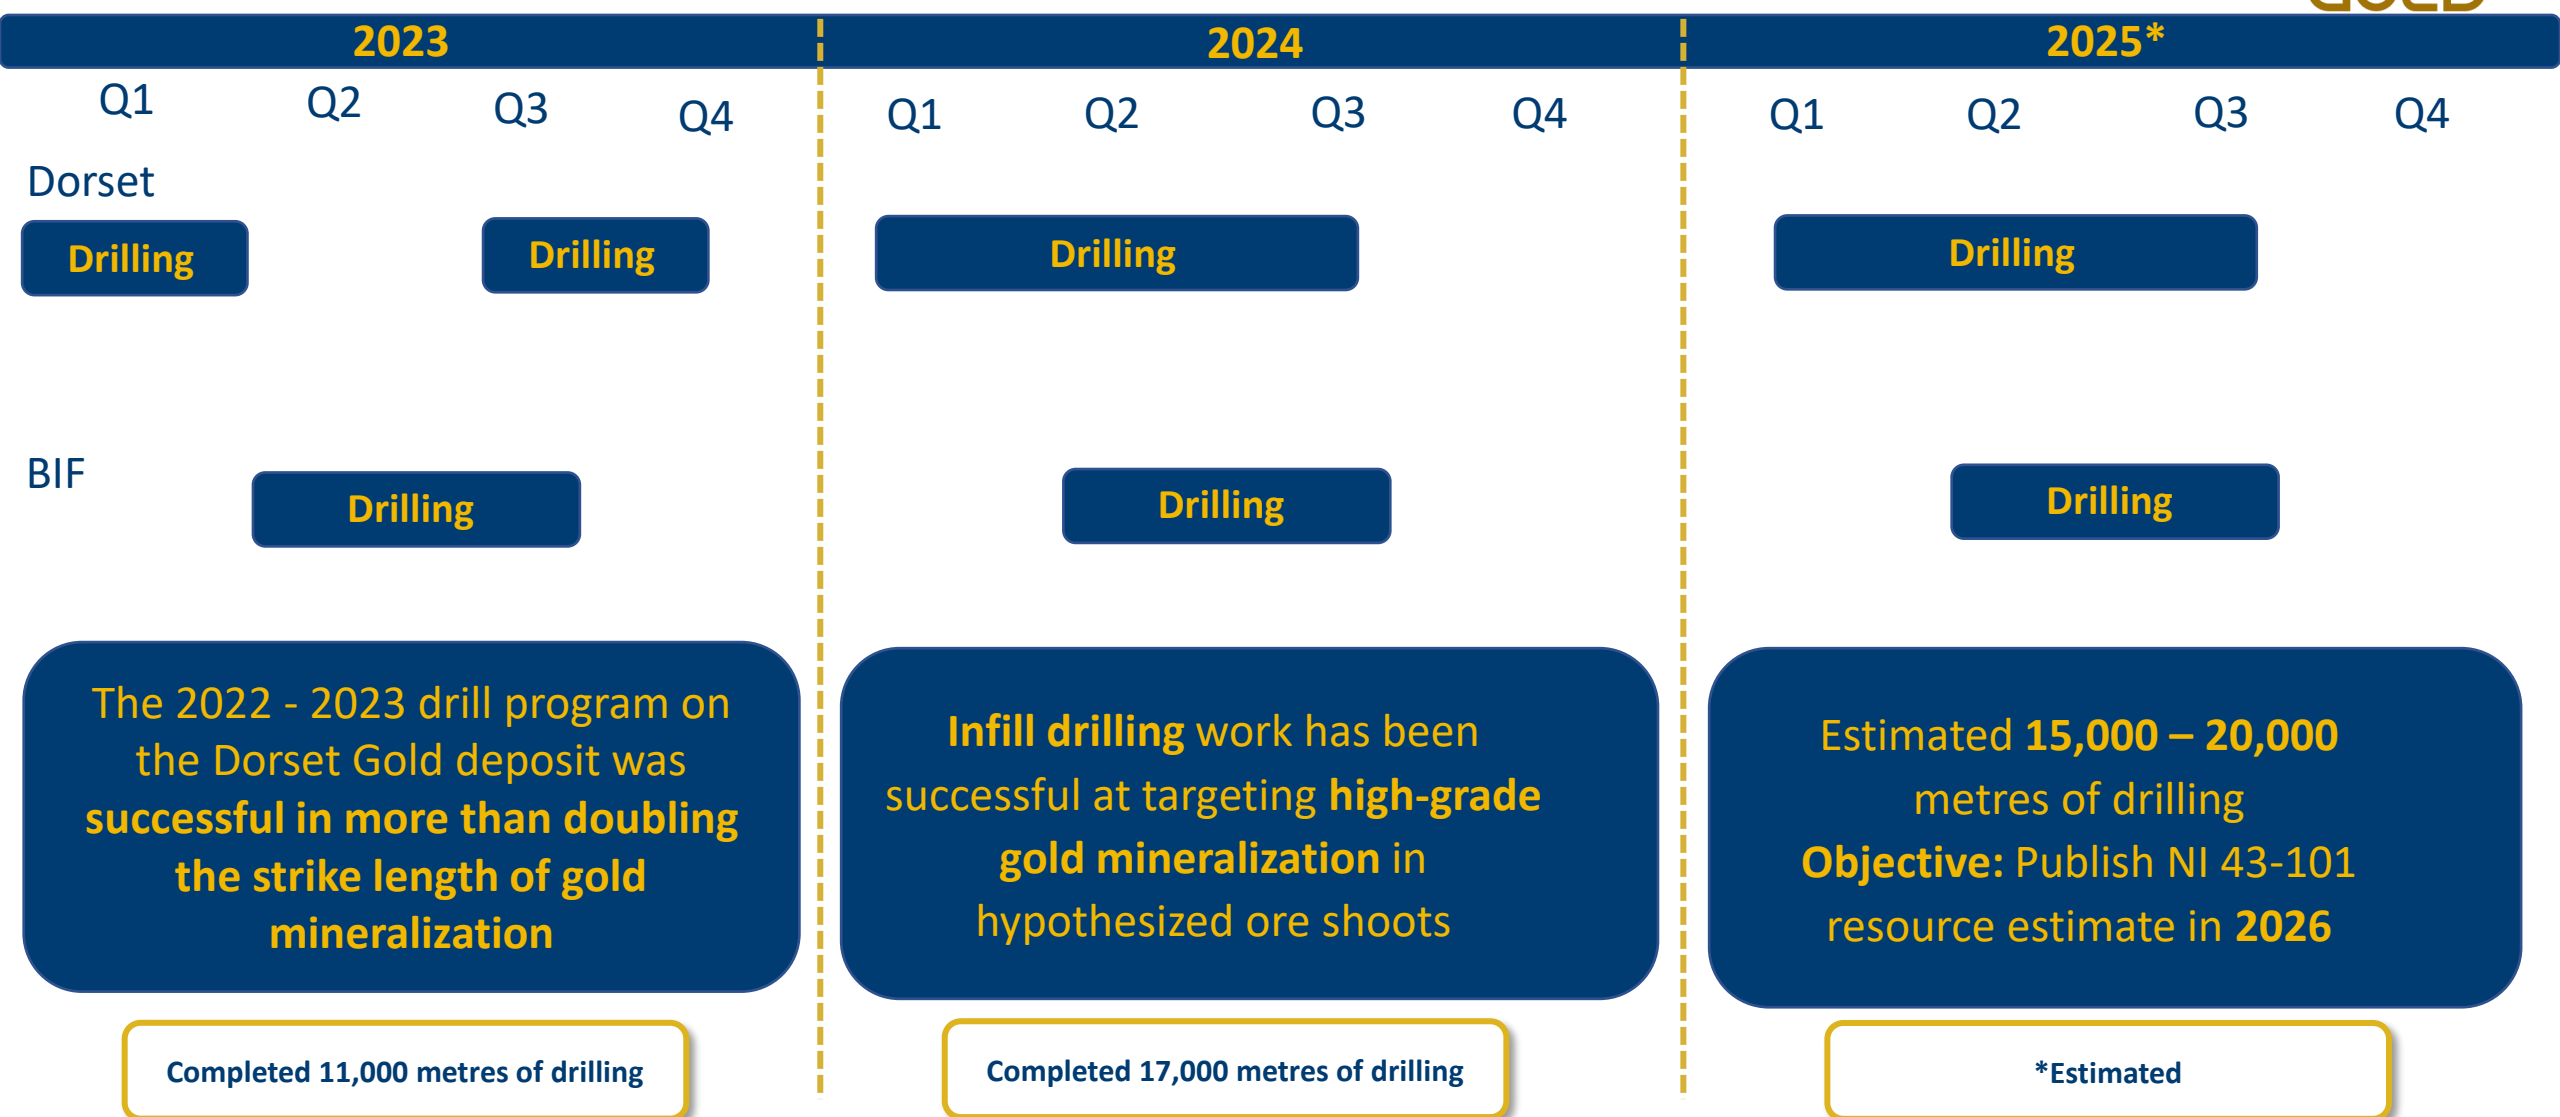 GOLD
2023 2024 2025*
Q1 Q2 Q3 Q4 Q1 Q2 Q3 Q4 Q1 Q2 Q3 Q4
Dorset
Drilling Drilling Drilling Drilling
BIF
Drilling Drilling Drilling
The 2022 - 2023 drill program on
the Dorset Gold deposit was
successful in more than doubling
the strike length of gold
mineralization
Infill drilling work has been
successful at targeting high-grade
gold mineralization in
hypothesized ore shoots
Estimated 15,000 – 20,000
metres of drilling
Objective: Publish NI 43-101
resource estimate in 2026
Completed 11,000 metres of drilling
Completed 17,000 metres of drilling
*Estimated